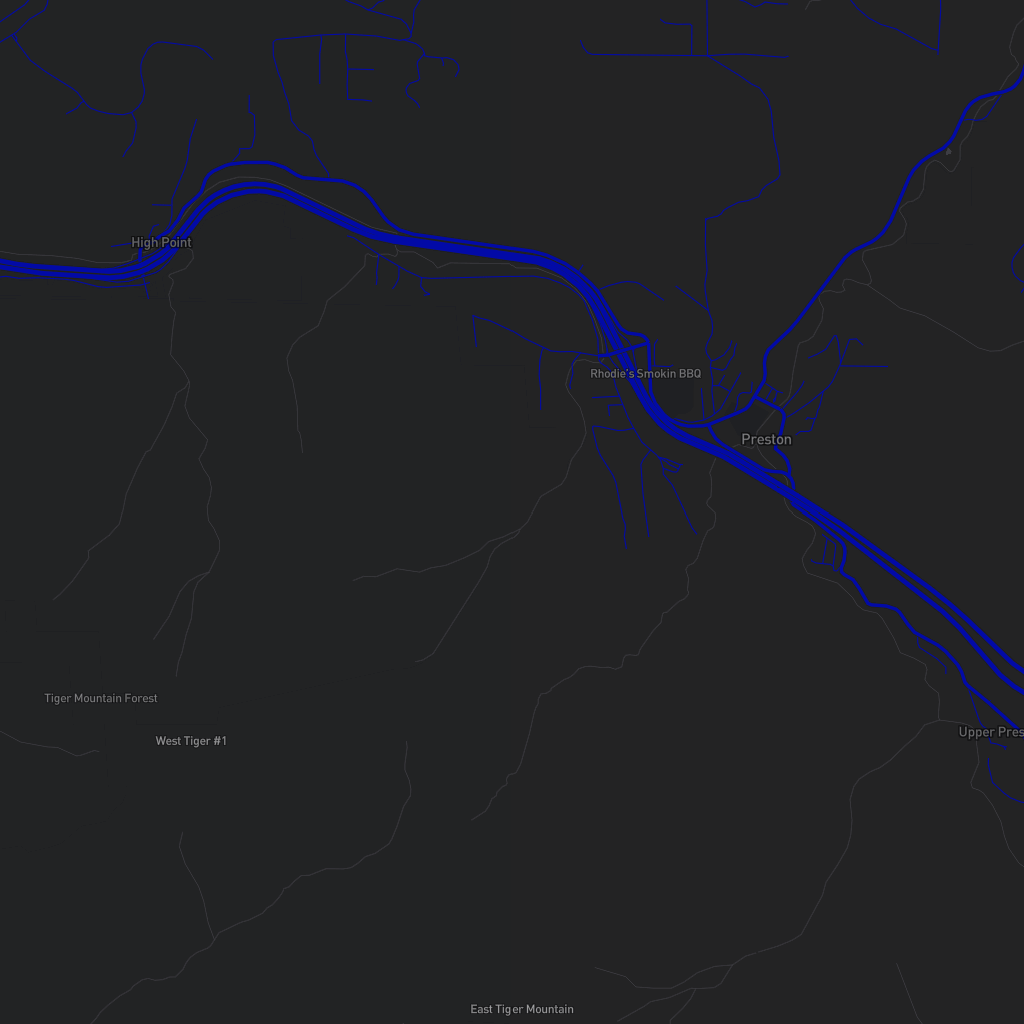 High Point
Rhodie's Smokin BBQ
Preston
Tiger Mountain Forest
Upper Pres
West Tiger #1
East Tiger Mountain